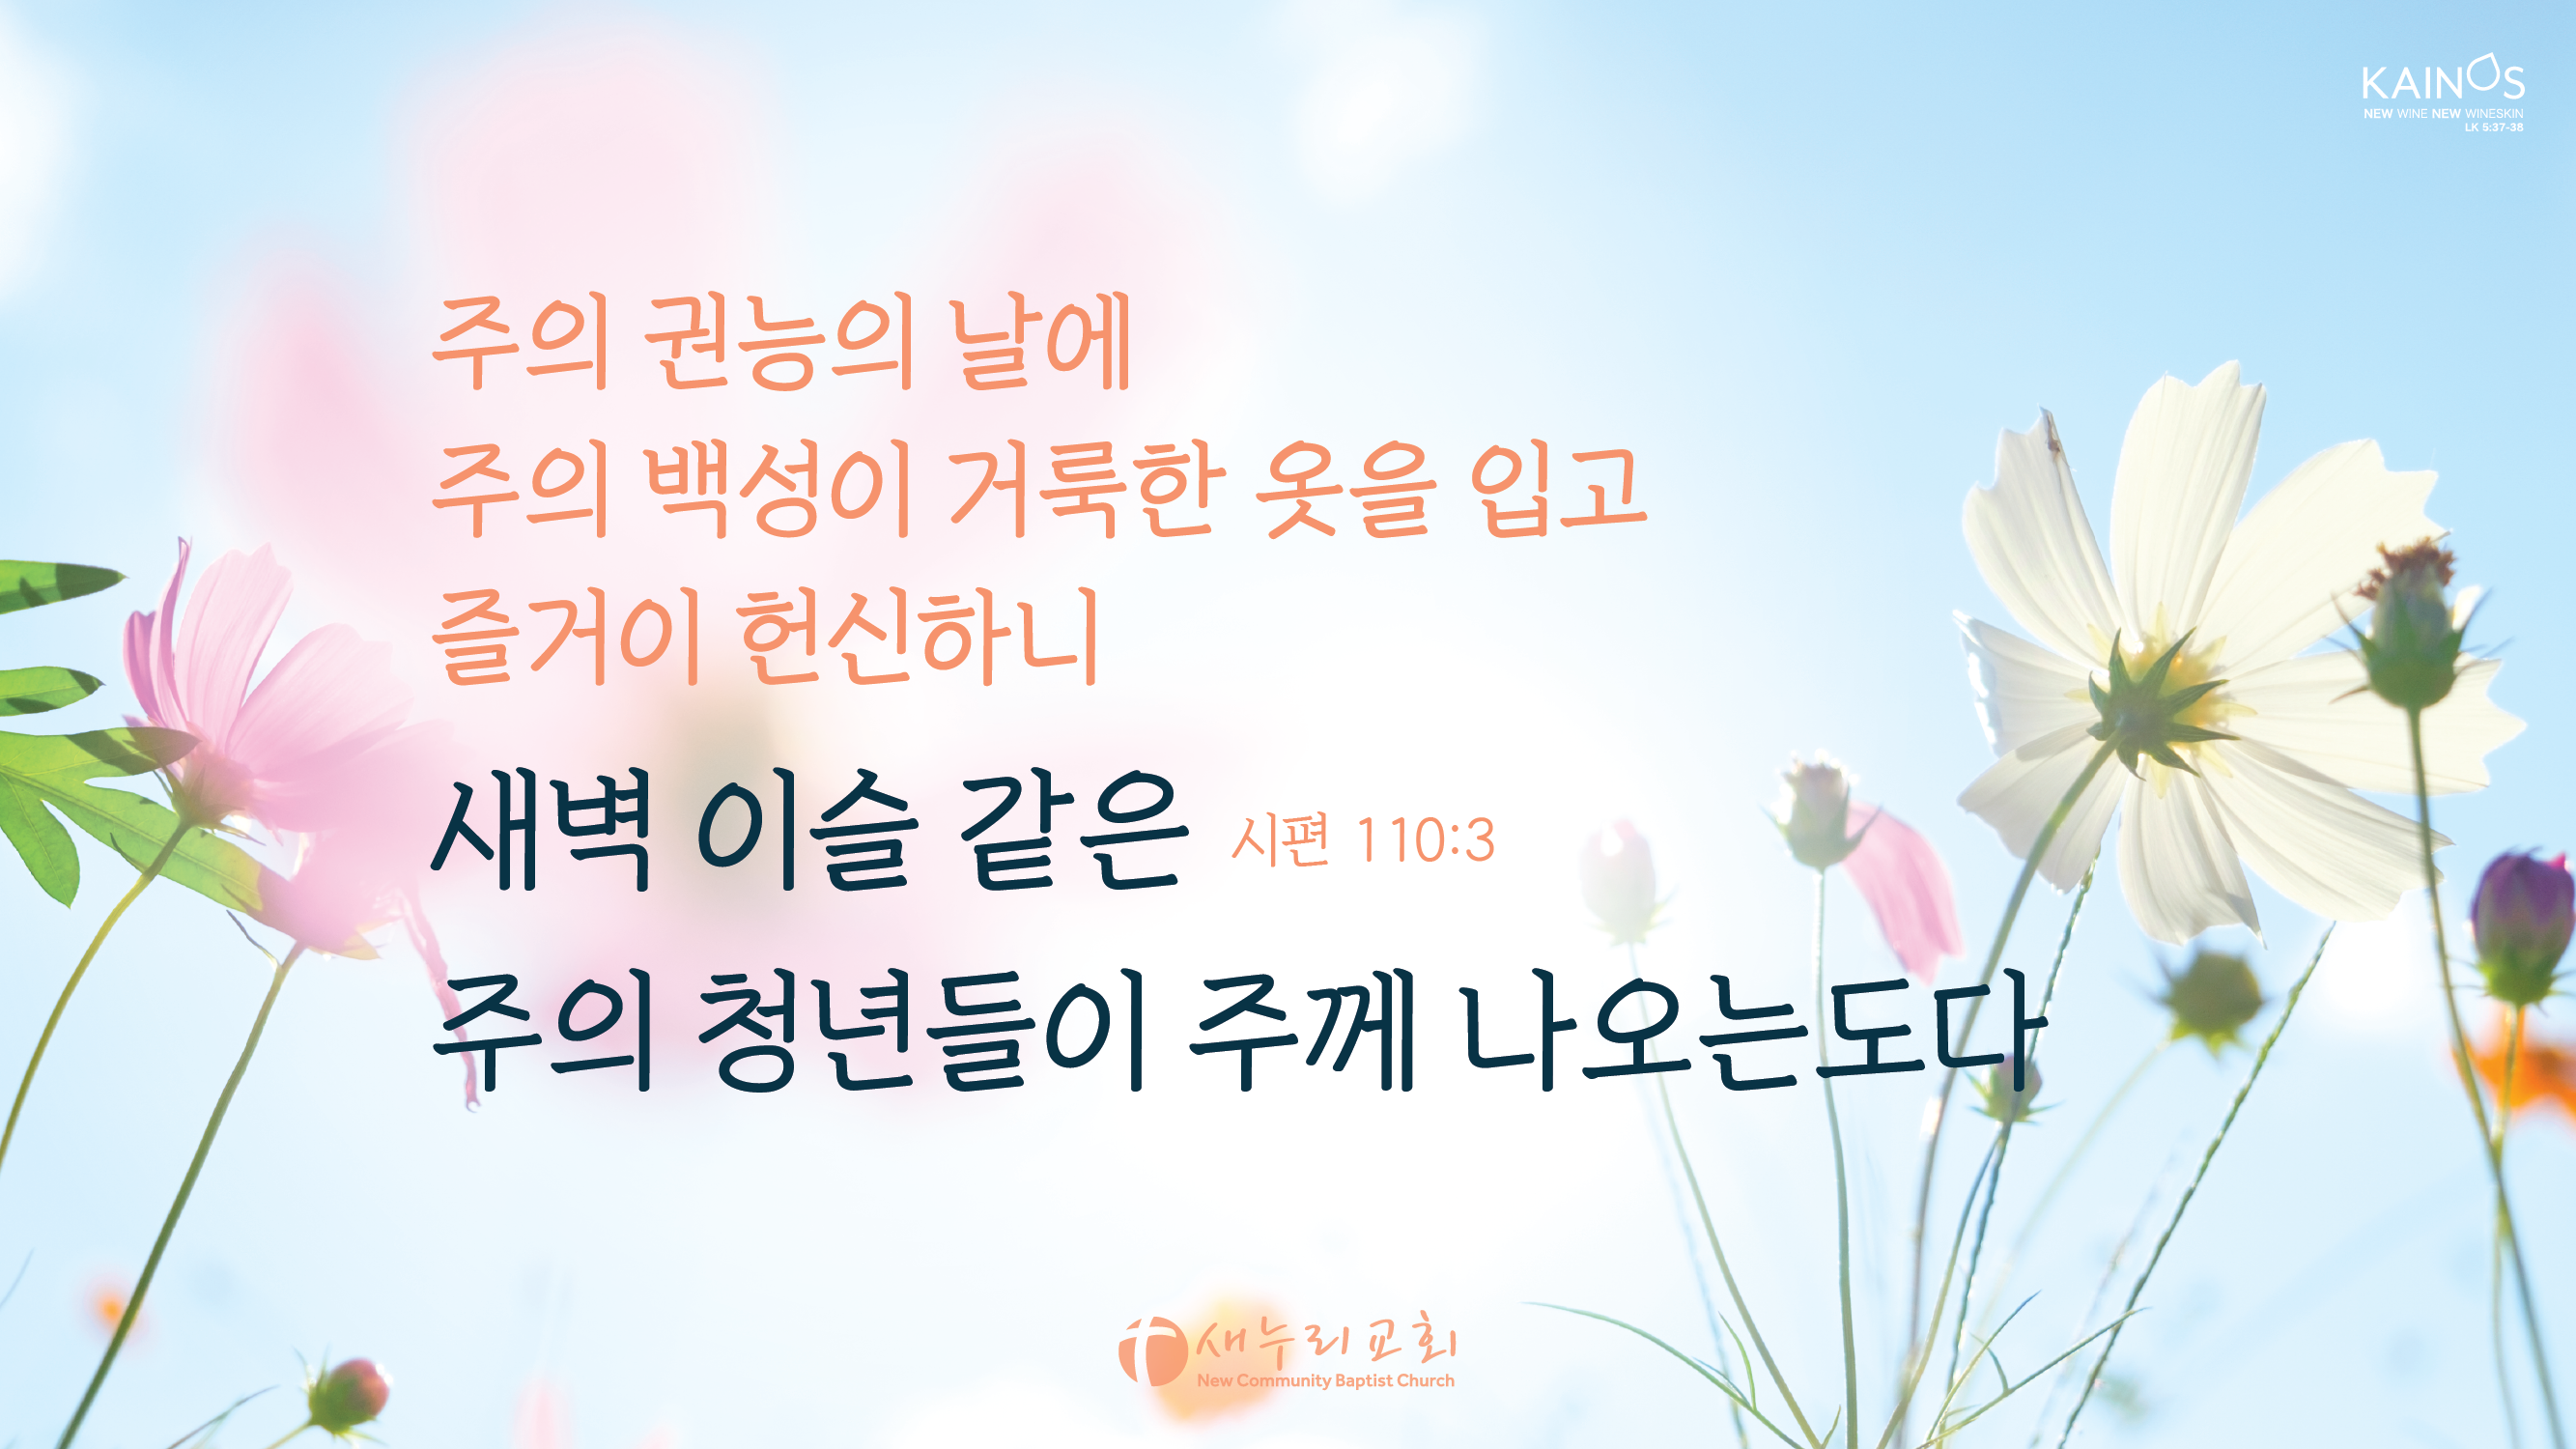 KAINOS
NEW WINE NEW WINESKIN
LK 5:37-38
주의 권능의 날에
주의 백성이 거룩한 옷을 입고
즐거이 헌신하니
새벽 이슬 같은 시편 110:3
주의 청년들이 주께 나오는도다
새누리교회
New Community Baptist Church